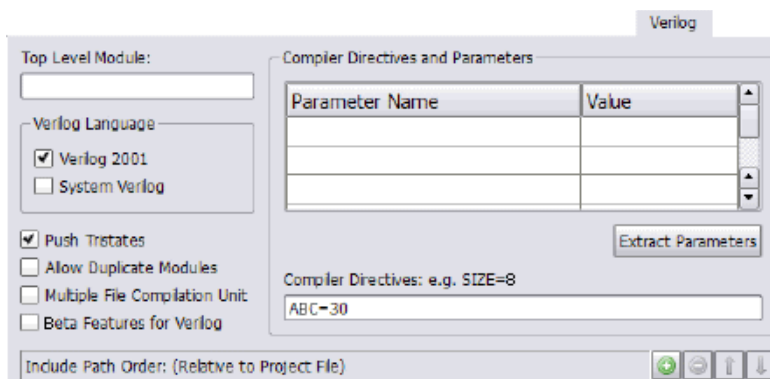 Verilog
Top Level Module:
Compiler Directives and Parameters
Parameter Name Value
Verilog Language
Verilog 2001
System Verilog
Push Tristates
Allow Duplicate Modules
Multiple File Compilation Unit
Beta Features for Verilog
Extract Parameters
Compiler Directives: e.g. SIZE=8
ABC=30
Include Path Order: (Relative to Project File)